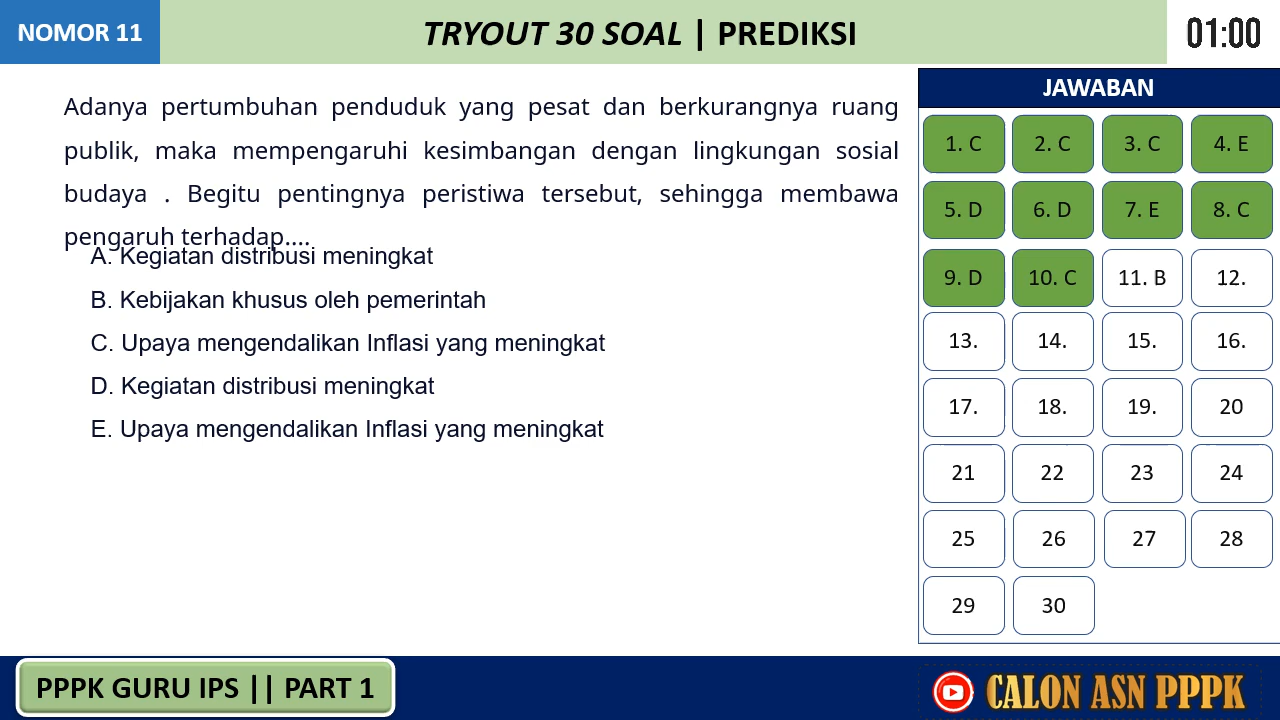 NOMOR 11
TRYOUT 30 SOAL | PREDIKSI
01:00
Adanya pertumbuhan penduduk yang pesat dan berkurangnya ruang
publik, maka mempengaruhi kesimbangan dengan lingkungan sosial
budaya . Begitu pentingnya peristiwa tersebut, sehingga membawa
pengaruh terhadap....
A. Kegiatan distribusi meningkat
B. Kebijakan khusus oleh pemerintah
C. Upaya mengendalikan Inflasi yang meningkat
D. Kegiatan distribusi meningkat
E. Upaya mengendalikan Inflasi yang meningkat
JAWABAN
1. C 2. C 3. C 4. E
5. D 6. D 7. E 8. C
9. D 10. C 11. B 12.
13. 14. 15. 16.
17. 18. 19. 20
21 22 23 24
25 26 27 28
29 30
PPPK GURU IPS || PART 1
CALON ASN PPPK